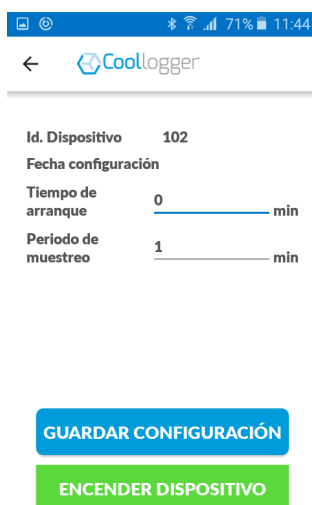 71% 11:44
Coollogger
Id. Dispositivo 102
Fecha configuración
Tiempo de
arranque 0 min
Periodo de
muestreo 1 min
GUARDAR CONFIGURACIÓN
ENCENDER DISPOSITIVO